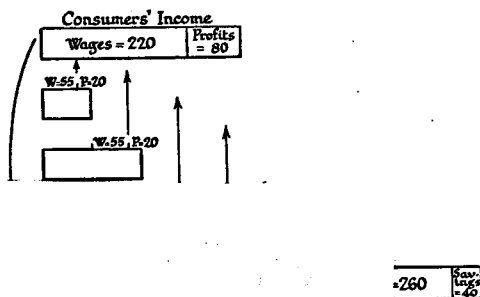 Consumers' Income
Wages = 220
Profits
= 80
W=55, P=20
W=55, P=20
=260
Sav-
ings
=40